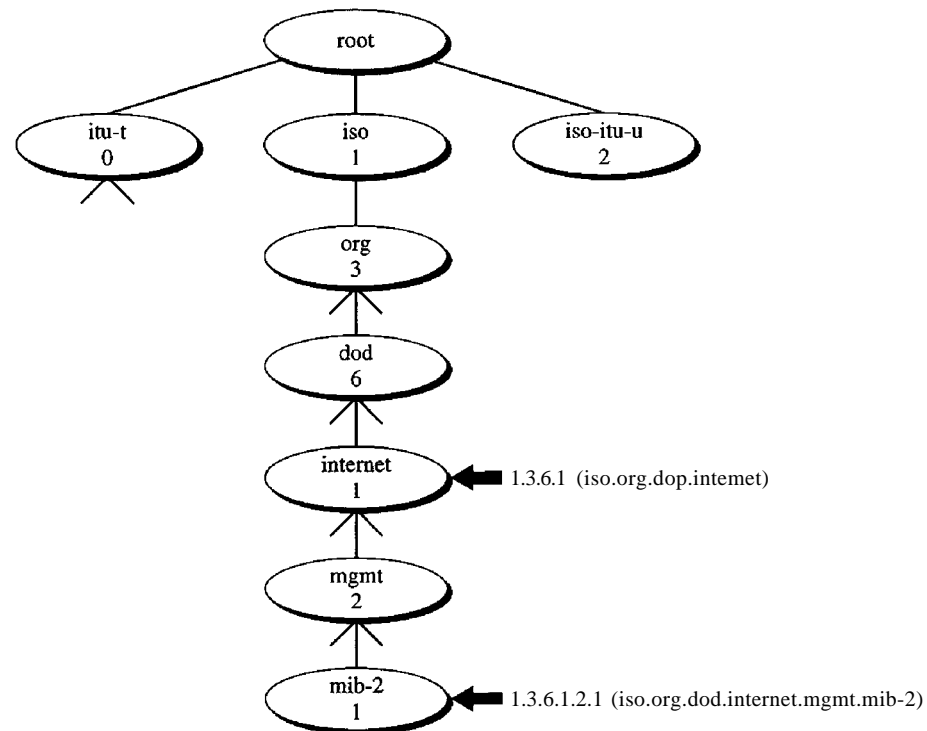 root
itu-t
0
iso
1
iso-itu-u
2
org
3
dod
6
internet
1
1.3.6.1 (iso.org.dop.intemet)
mgmt
2
mib-2
1
1.3.6.1.2.1 (iso.org.dod.internet.mgmt.mib-2)